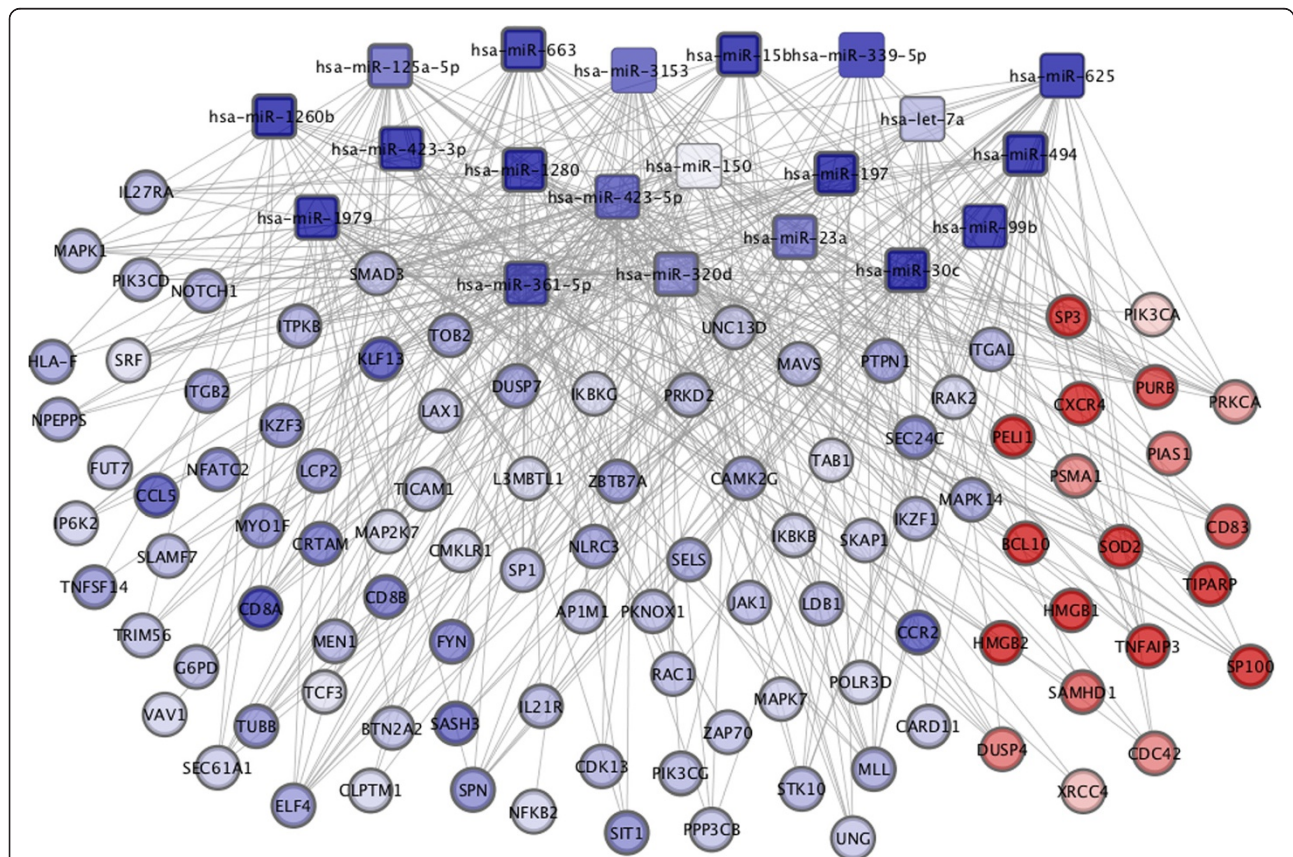 hsa-miR-663
hsa-miR-15b
hsa-miR-339-5p
hsa-miR-125a-5p
hsa-miR-3153
hsa-miR-625
hsa-miR-1260b
hsa-let-7a
hsa-miR-423-3p
hsa-miR-494
hsa-miR-1280
hsa-miR-150
hsa-miR-197
IL27RA
hsa-miR-423-5p
hsa-miR-1979
hsa-miR-99b
hsa-miR-23a
MAPK1
PIK3CD
NOTCH1
SMAD3
hsa-miR-361-5p
hsa-miR-320d
hsa-miR-30c
SP3
PIK3CA
ITPKB
TOB2
UNC13D
HLA-F
SRF
KLF13
MAVS
PTPN1
ITGAL
ITGB2
DUSP7
IKBKG
PRKD2
IRAK2
CXCR4
PURB
PRKCA
NPEPPS
IKZF3
LAX1
SEC24C
PELI1
FUT7
NFATC2
LCP2
L3MBTL1
ZBTB7A
CAMK2G
TAB1
PSMA1
PIAS1
CCL5
TICAM1
MAPK14
IP6K2
MYO1F
CRTAM
MAP2K7
CMKLR1
NLRC3
IKBKB
SKAP1
IKZF1
BCL10
SOD2
CD83
SLAMF7
SP1
SELS
TNFSF14
CD8A
CD8B
AP1M1
PKNOX1
JAK1
LDB1
HMGB1
TIPARP
TRIM56
MEN1
FYN
CCR2
HMGB2
TNFAIP3
G6PD
RAC1
SP100
TCF3
POLR3D
SAMHD1
VAV1
TUBB
BTN2A2
SASH3
IL21R
MAPK7
ZAP70
CARD11
SEC61A1
CDK13
PIK3CG
MLL
DUSP4
CDC42
ELF4
CLPTM1
SPN
NFKB2
STK10
XRCC4
SIT1
PPP3CB
UNG